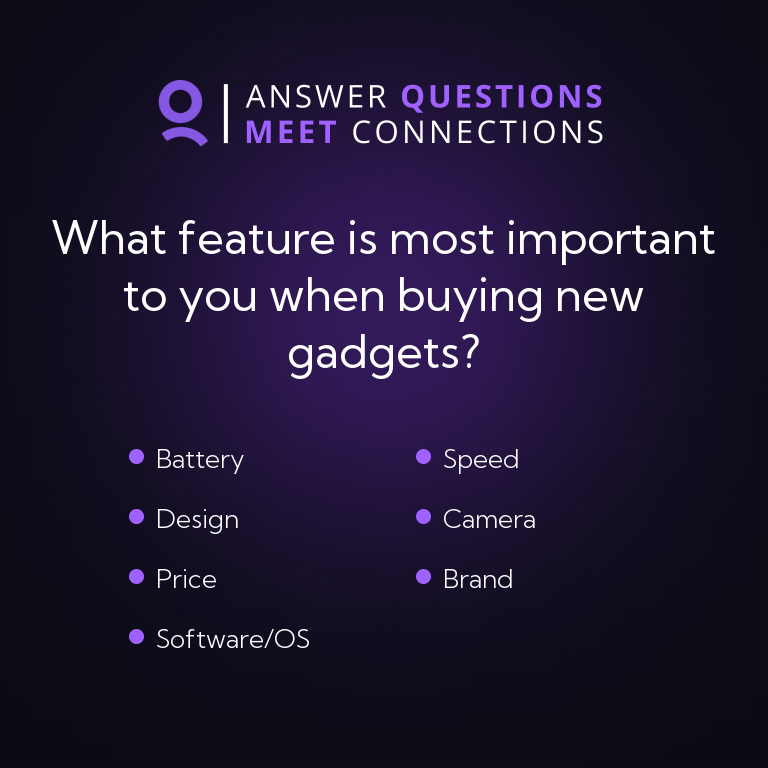 ANSWER QUESTIONS
MEET CONNECTIONS
What feature is most important
to you when buying new
gadgets?
Battery
Speed
Design
Camera
Price
Brand
Software/OS